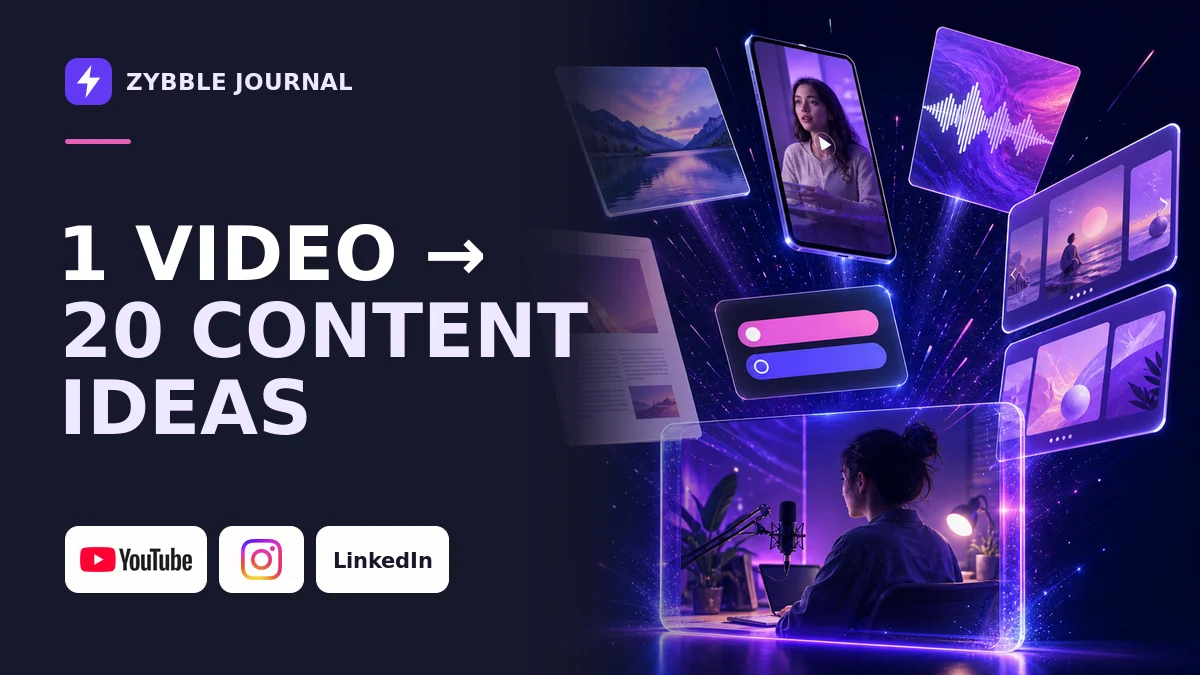 ZYBBLE JOURNAL
1 VIDEO →
20 CONTENT
IDEAS
YouTube
LinkedIn